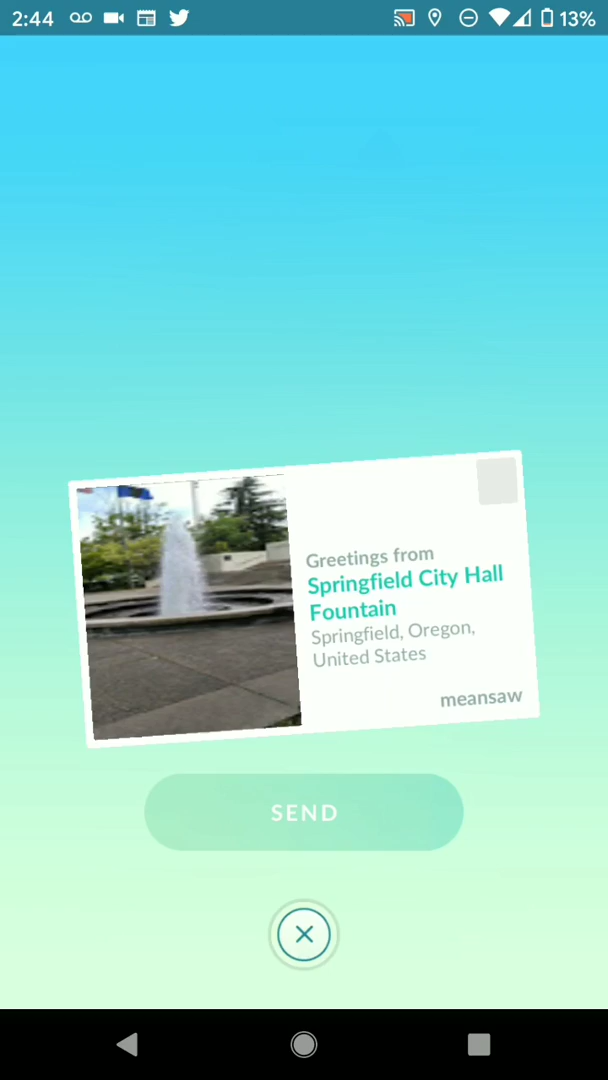 2:44
13%
Greetings from
Springfield City Hall
Fountain
Springfield, Oregon,
United States
meansaw
SEND